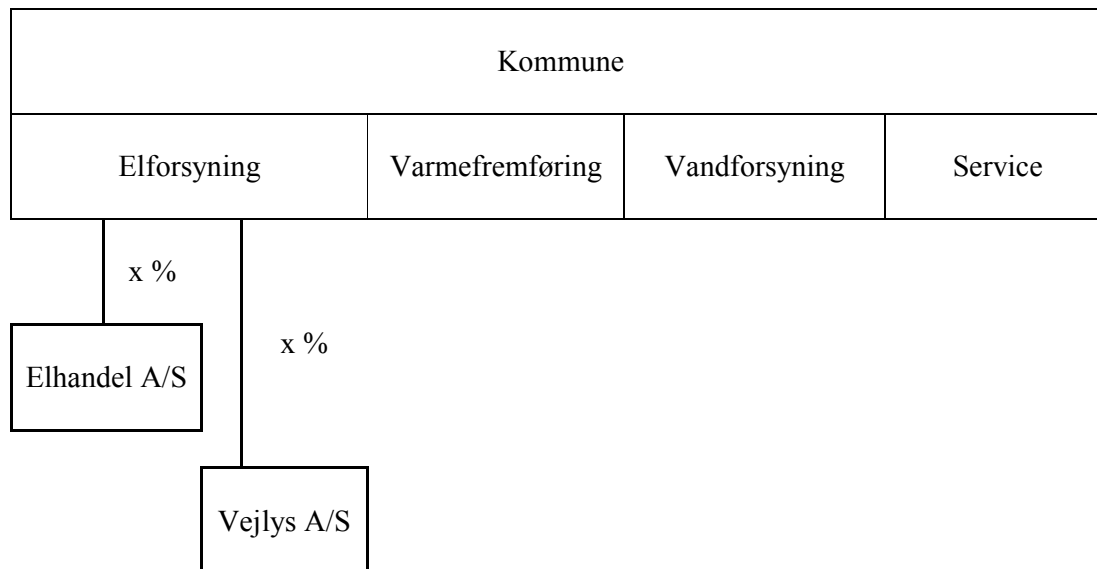 Kommune
Elforsyning
Varmefremføring
Vandforsyning
Service
x %
x %
Elhandel A/S
Vejlys A/S